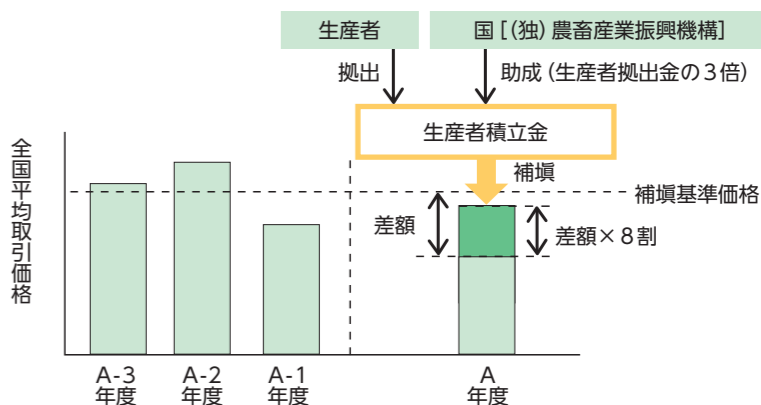 生産者
国[(独)農畜産業振興機構]
拠出
助成(生産者拠出金の3倍)
生産者積立金
補塡
補塡基準価格
差額
差額×8割
全国平均取引価格
A-3
年度
A-2
年度
A-1
年度
A
年度